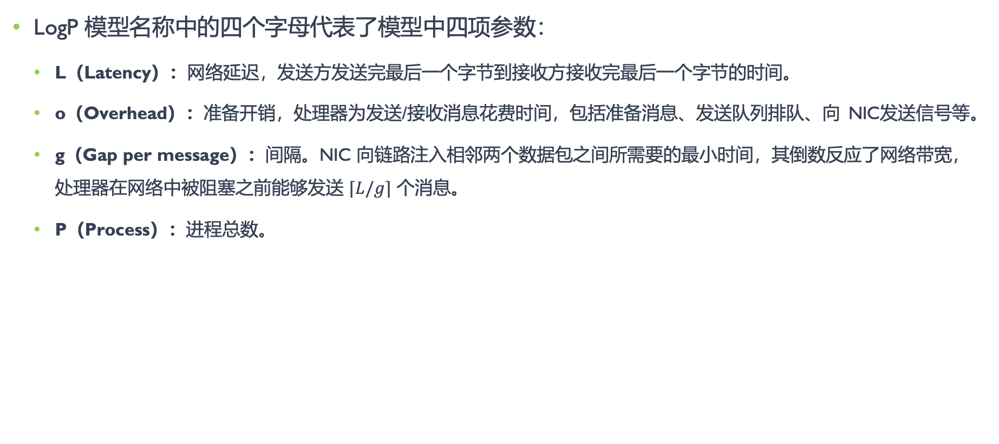 • LogP 模型名称中的四个字母代表了模型中四项参数：
• L（Latency）：网络延迟，发送方发送完最后一个字节到接收方接收完最后一个字节的时间。
• o（Overhead）：准备开销，处理器为发送/接收消息花费时间，包括准备消息、发送队列排队、向 NIC发送信号等。
• g（Gap per message）：间隔。NIC 向链路注入相邻两个数据包之间所需要的最小时间，其倒数反应了网络带宽，
处理器在网络中被阻塞之前能够发送 ⌈L/g⌉ 个消息。
• P（Process）：进程总数。